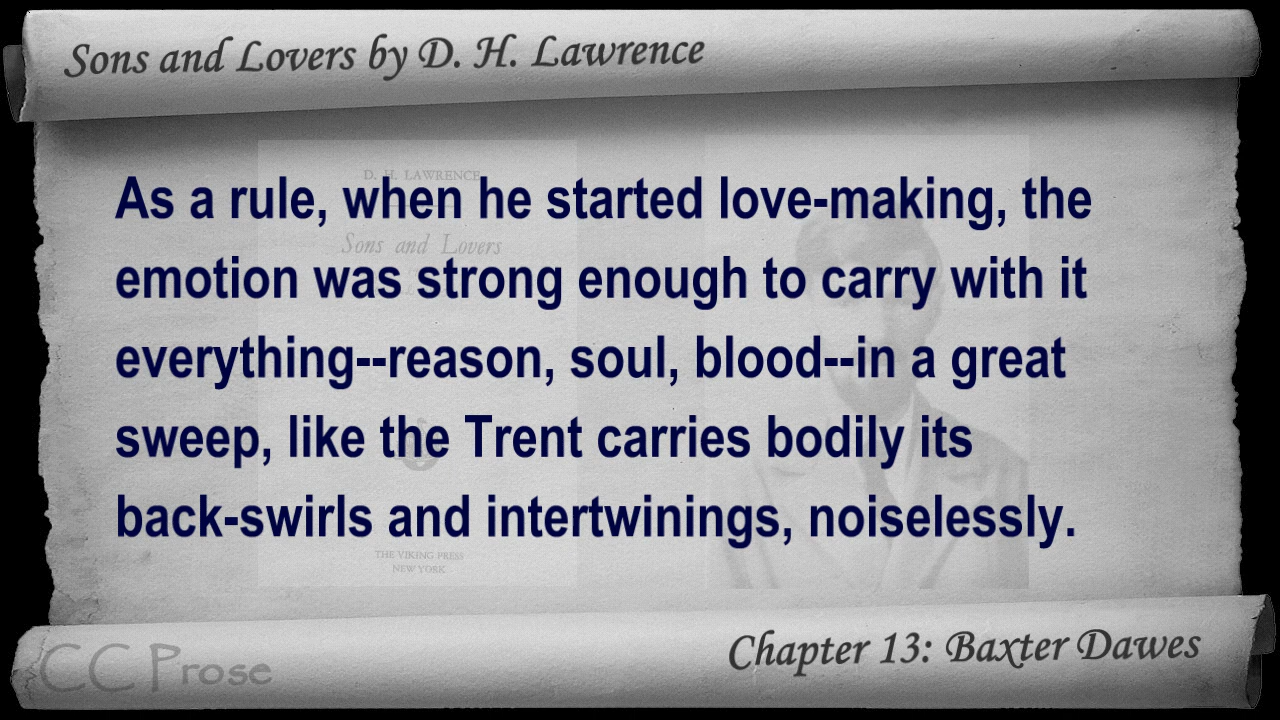 Sons and Lovers by D. H. Lawrence
D. H. LAWRENCE
As a rule, when he started love-making, the
Sons and Lovers
emotion was strong enough to carry with it
everything--reason, soul, blood--in a great
sweep, like the Trent carries bodily its
back-swirls and intertwinings, noiselessly.
THE VIKING PRESS
NEW YORK
Chapter 13: Baxter Dawes
CC Prose